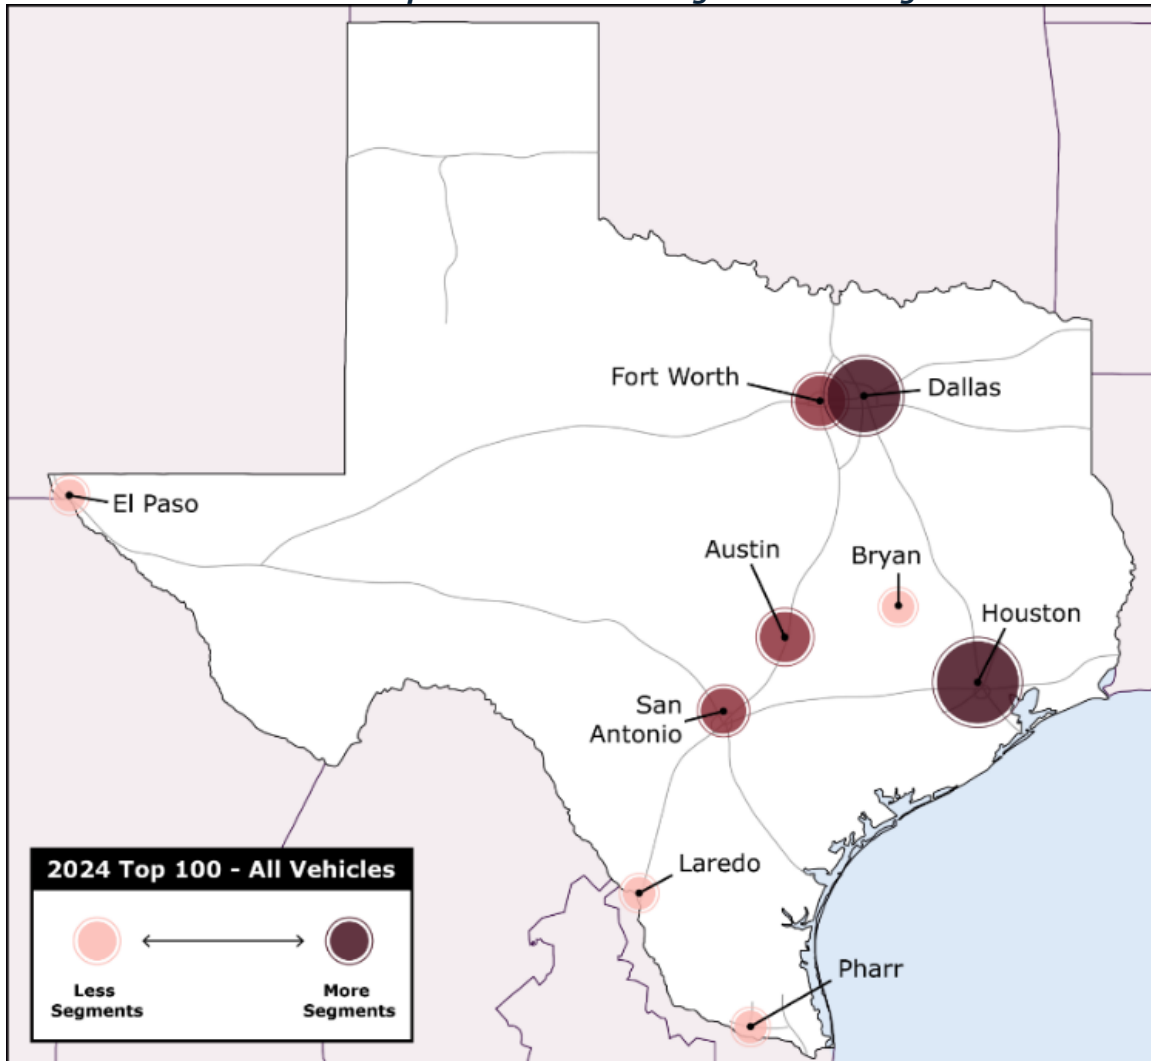 Fort Worth
Dallas
El Paso
Austin
Bryan
Houston
San
Antonio
Laredo
Pharr
2024 Top 100 - All Vehicles
Less
Segments
More
Segments